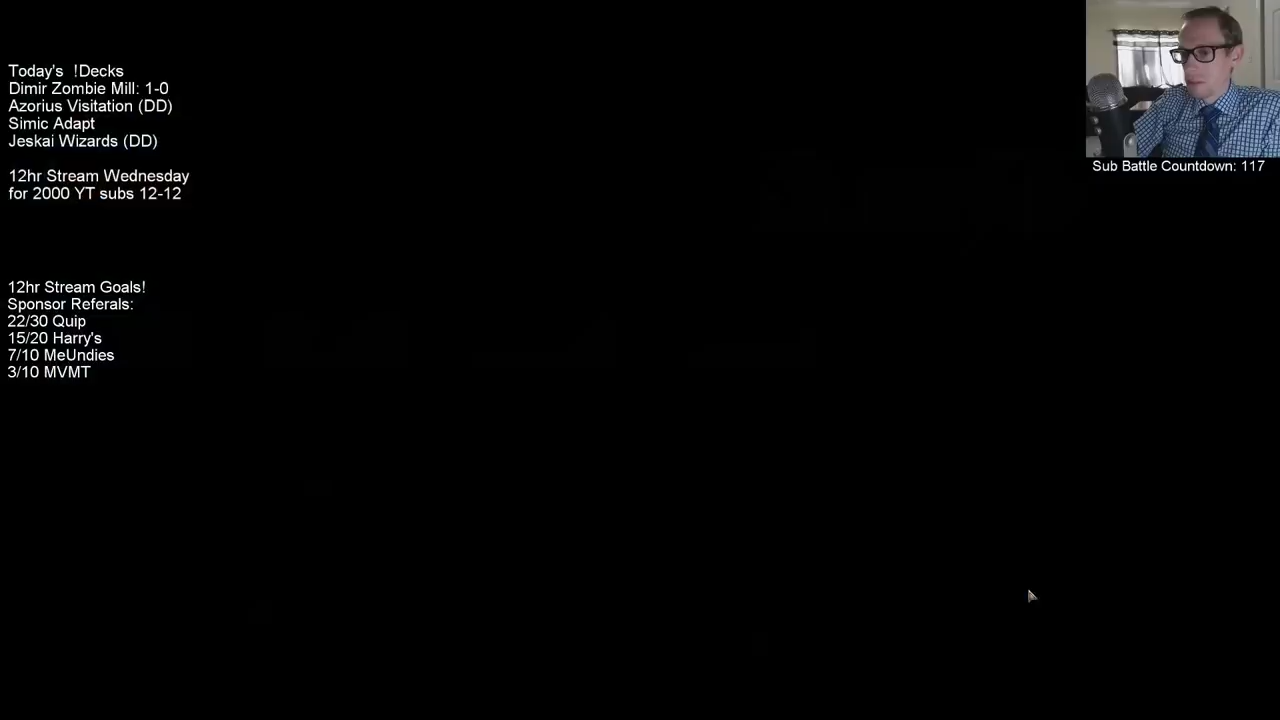 Today's !Decks
Dimir Zombie Mill: 1-0
Azorius Visitation (DD)
Simic Adapt
Jeskai Wizards (DD)
12hr Stream Wednesday
for 2000 YT subs 12-12
12hr Stream Goals!
Sponsor Referals:
22/30 Quip
15/20 Harry's
7/10 MeUndies
3/10 MVMT
Sub Battle Countdown: 117